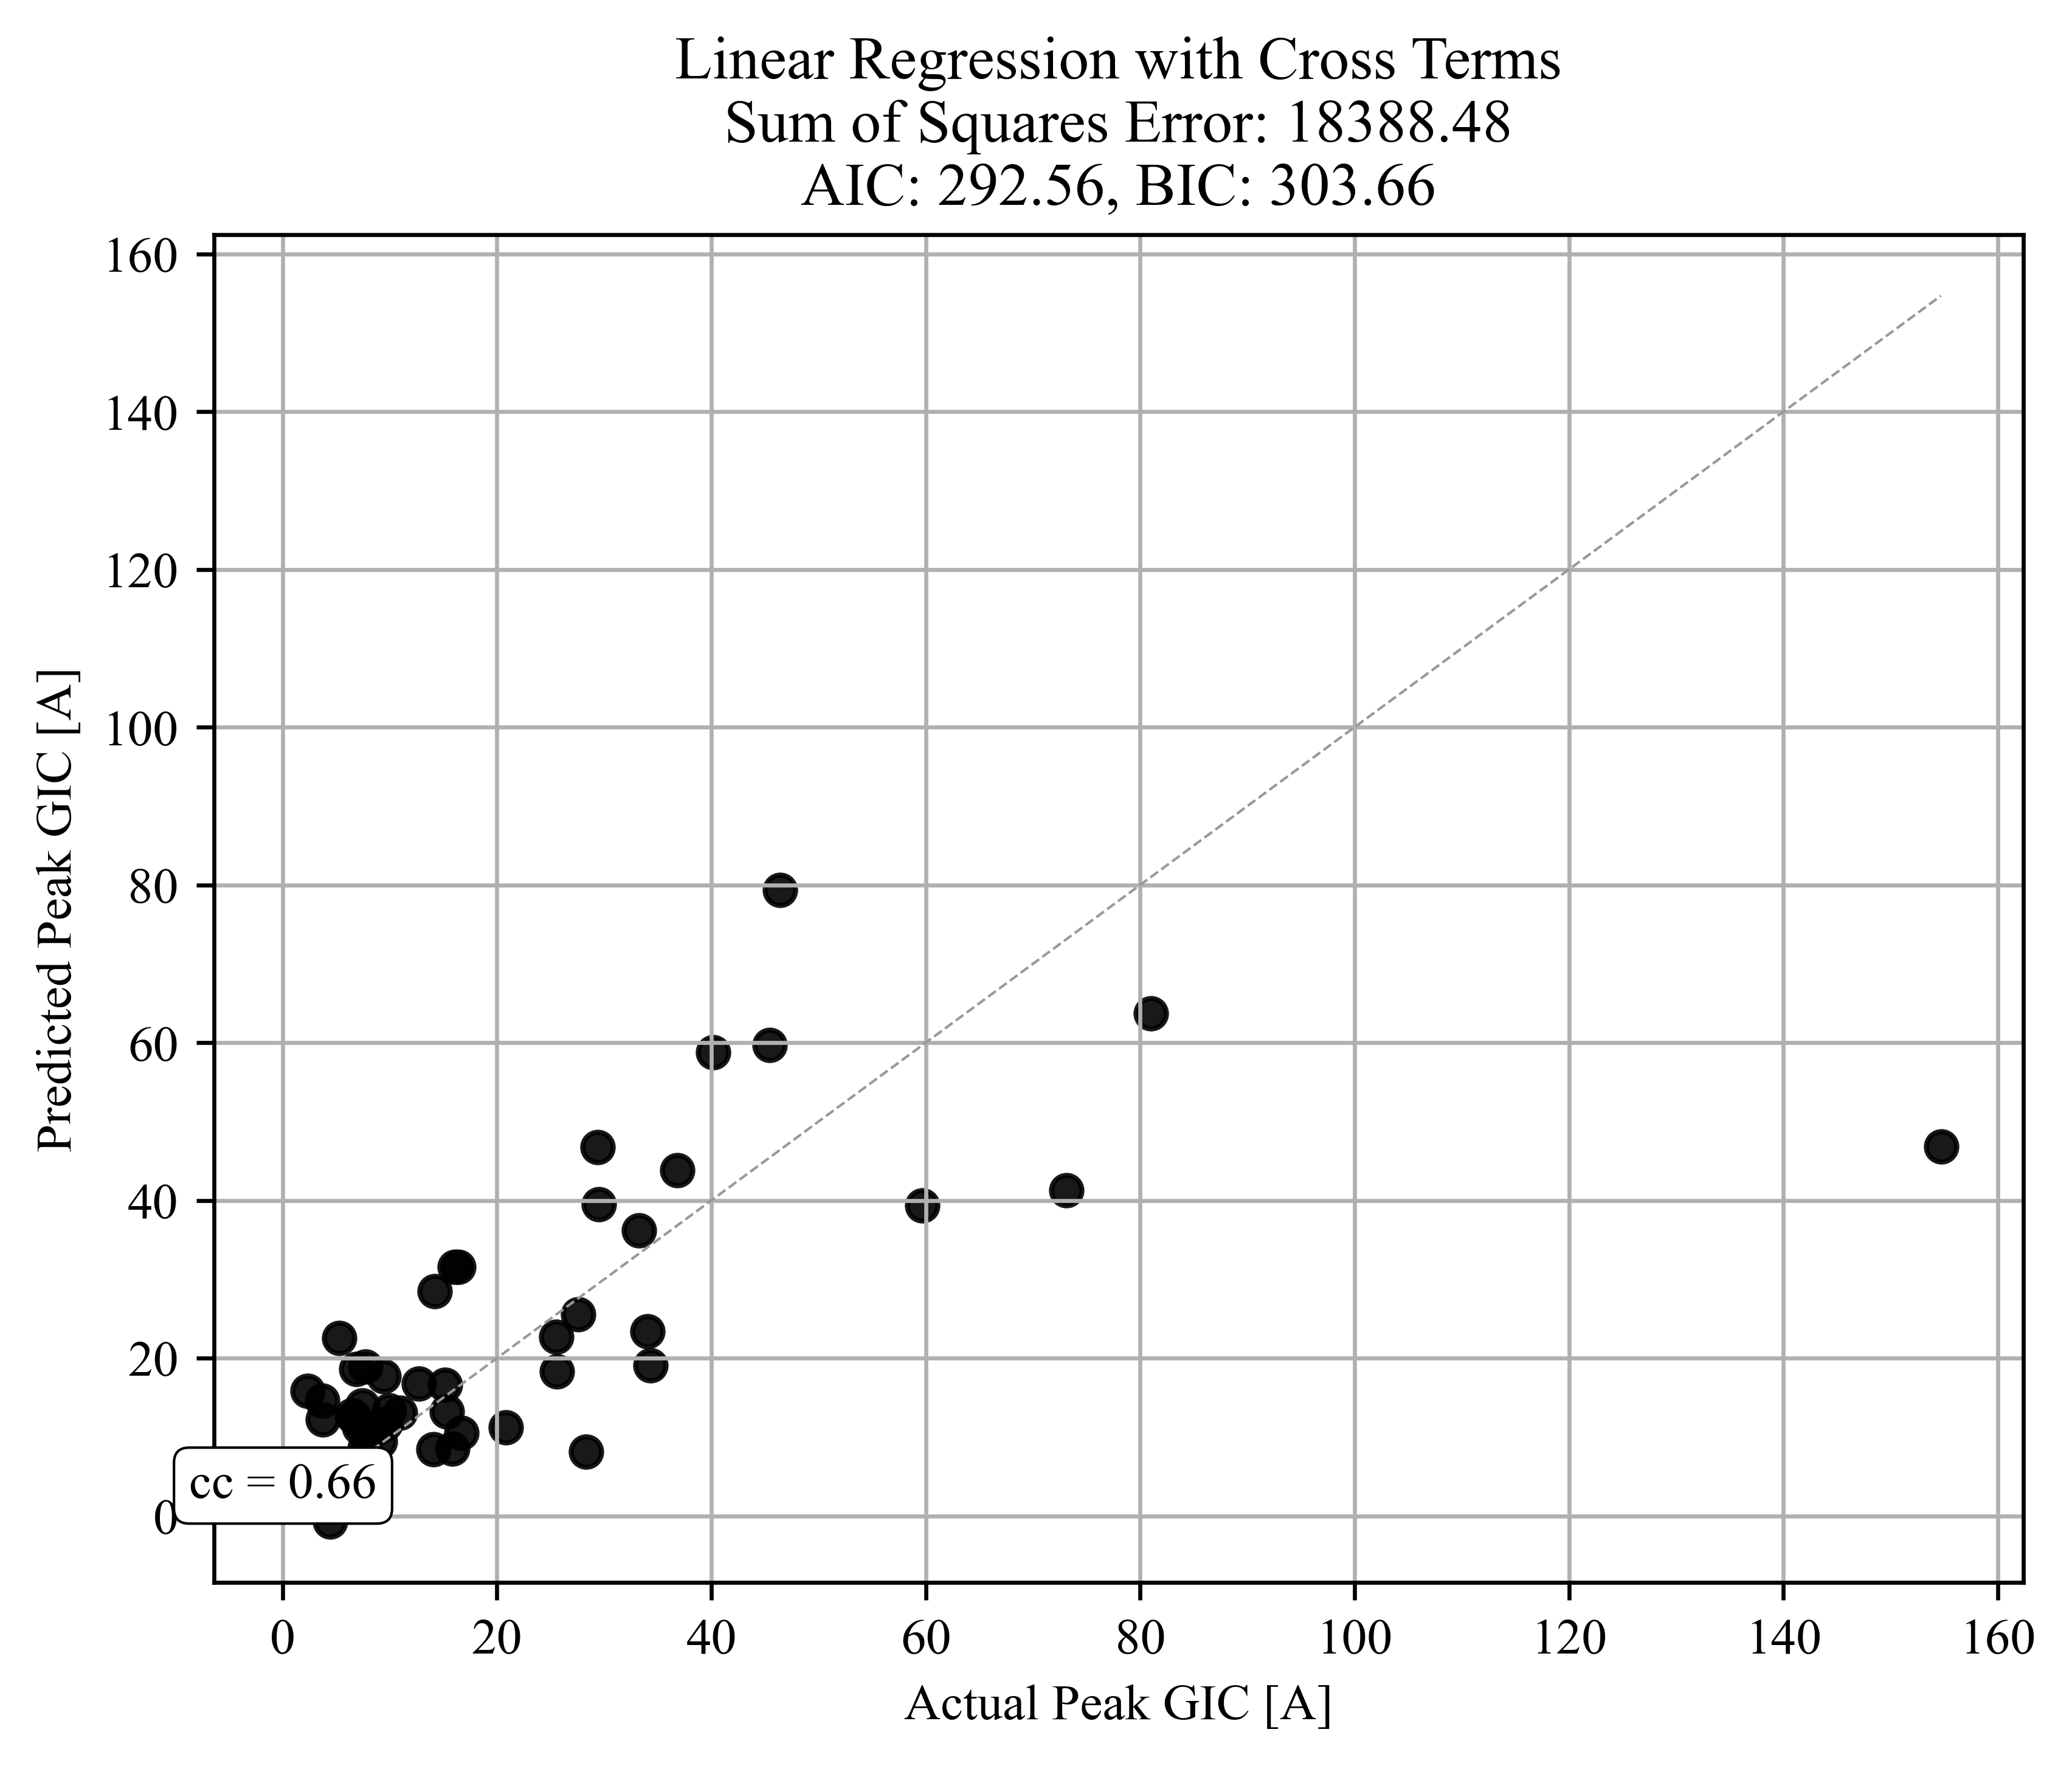 Linear Regression with Cross Terms
Sum of Squares Error: 18388.48
AIC: 292.56, BIC: 303.66
160
140
120
100
80
60
40
20
0
Predicted Peak GIC [A]
cc = 0.66
0 20 40 60 80 100 120 140 160
Actual Peak GIC [A]